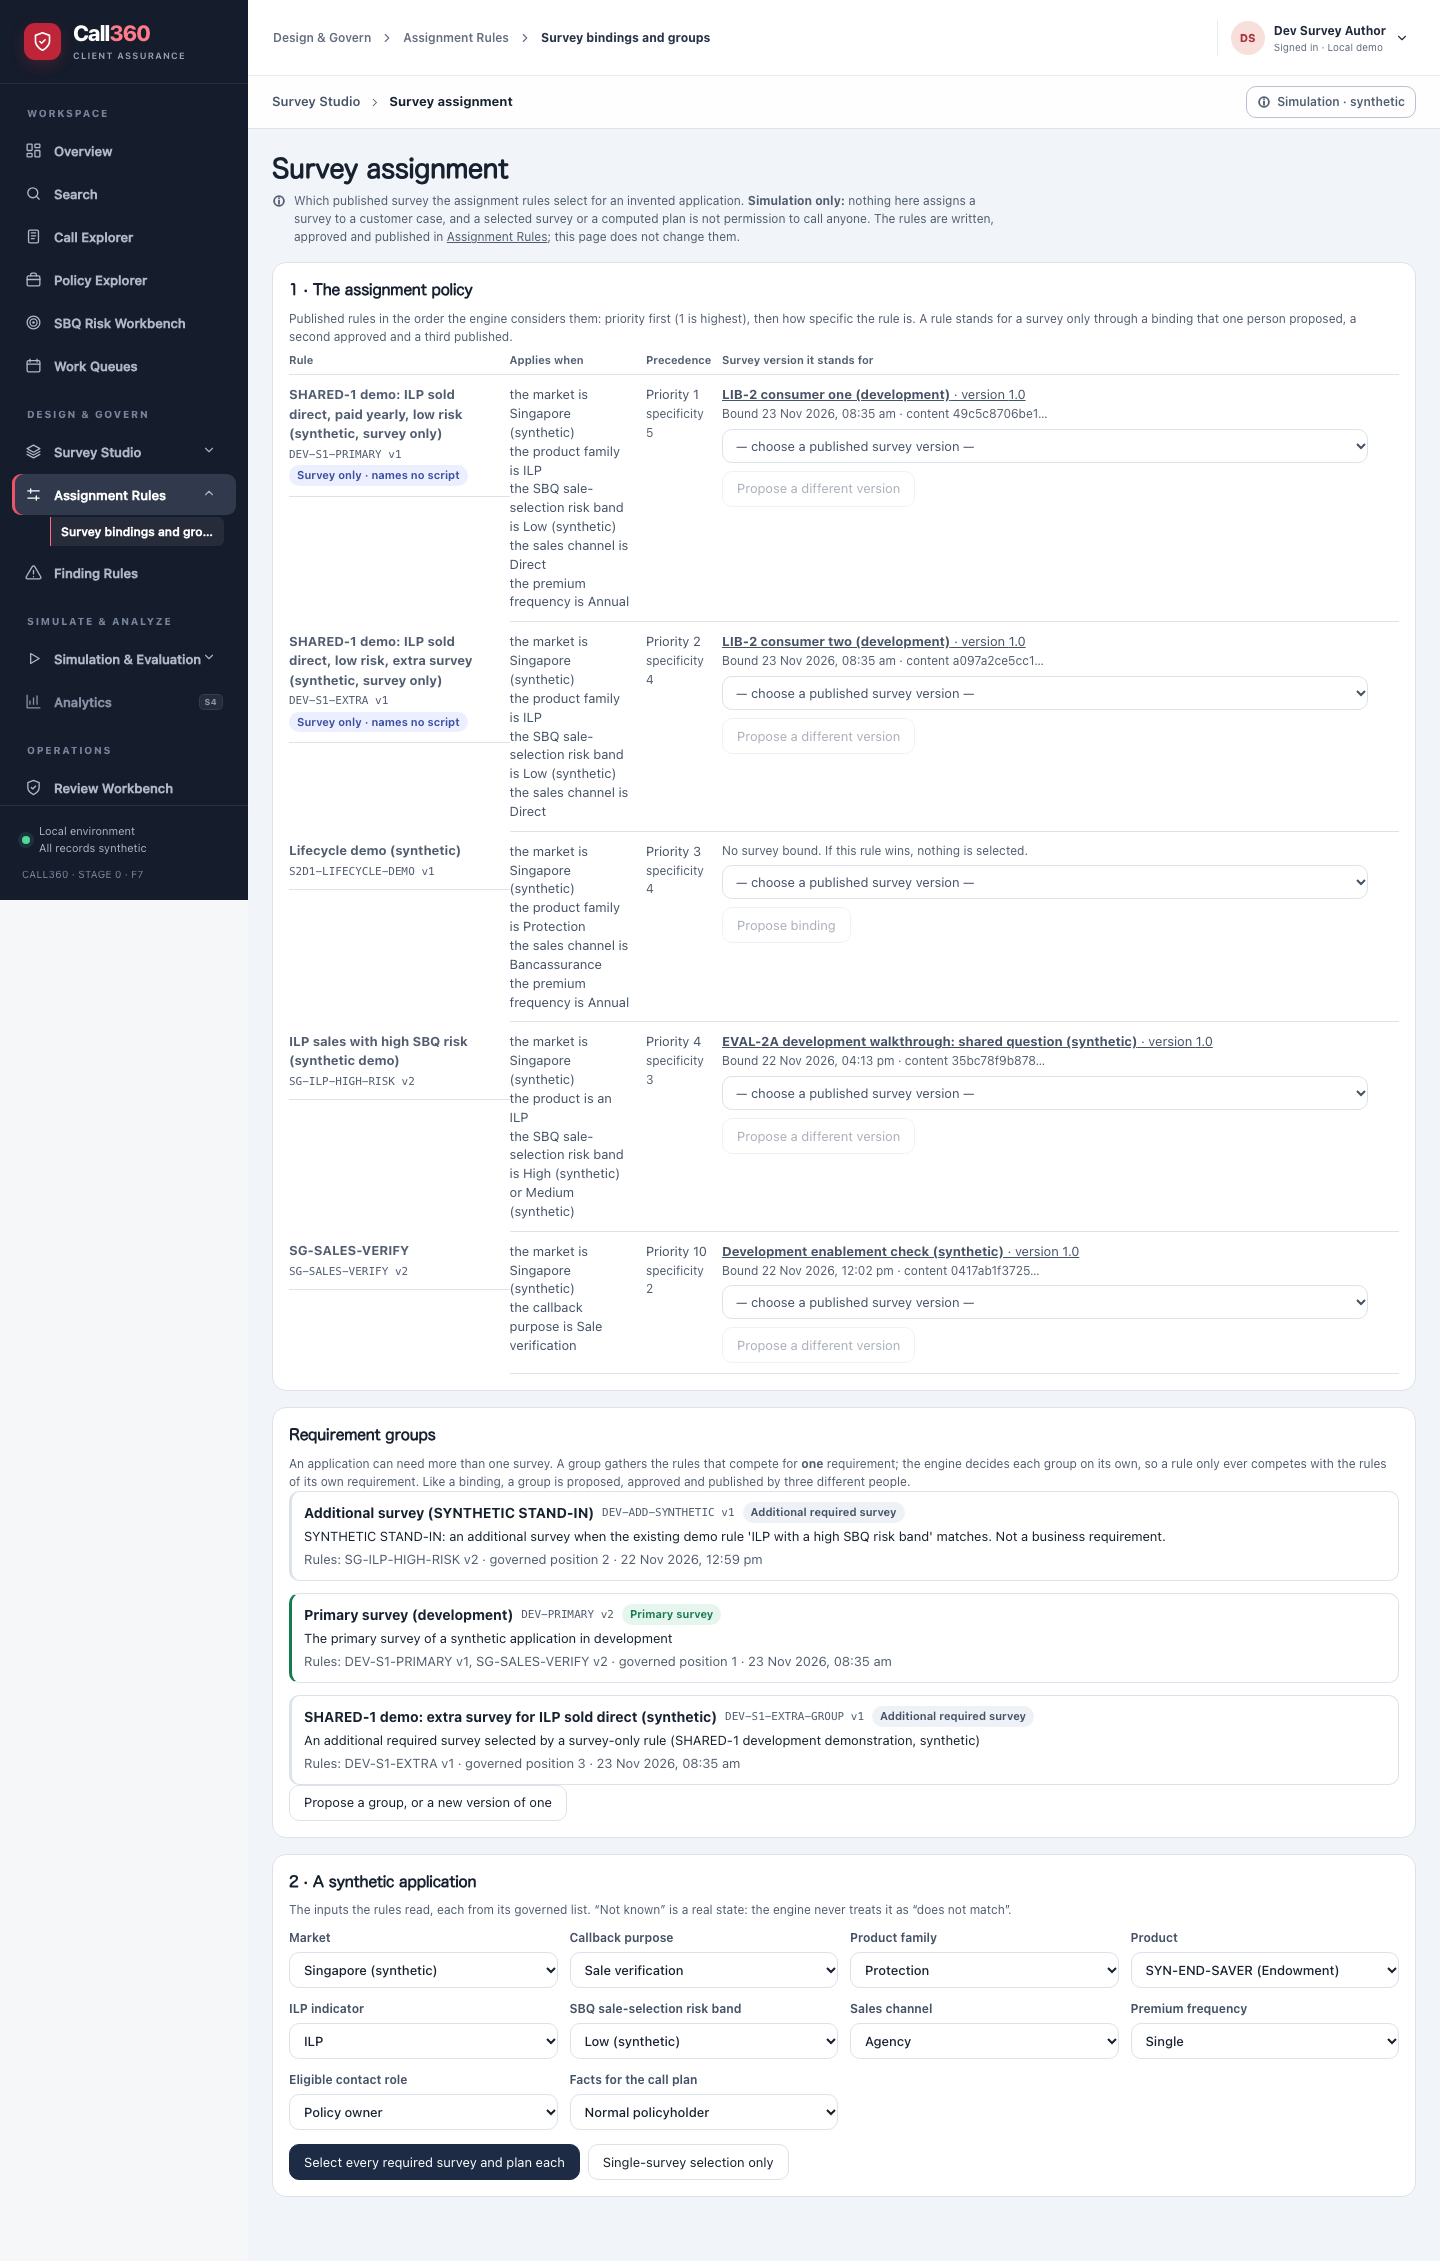 Call360
CLIENT ASSURANCE
WORKSPACE
Overview
Search
Call Explorer
Policy Explorer
SBQ Risk Workbench
Work Queues
DESIGN & GOVERN
Survey Studio
Assignment Rules
Survey bindings and gro...
Finding Rules
SIMULATE & ANALYZE
Simulation & Evaluation
Analytics S4
OPERATIONS
Review Workbench
Local environment
All records synthetic
CALL360 · STAGE 0 · F7
Design & Govern > Assignment Rules > Survey bindings and groups
DS
Dev Survey Author
Signed in · Local demo
Survey Studio > Survey assignment
Simulation · synthetic
Survey assignment
Which published survey the assignment rules select for an invented application. Simulation only: nothing here assigns a
survey to a customer case, and a selected survey or a computed plan is not permission to call anyone. The rules are written,
approved and published in Assignment Rules; this page does not change them.
1 · The assignment policy
Published rules in the order the engine considers them: priority first (1 is highest), then how specific the rule is. A rule stands for a survey only through a binding that one person proposed, a
second approved and a third published.
Rule Applies when Precedence Survey version it stands for
SHARED-1 demo: ILP sold
direct, paid yearly, low risk
(synthetic, survey only)
DEV-S1-PRIMARY v1
Survey only · names no script
the market is
Singapore
(synthetic)
the product family
is ILP
the SBQ sale-
selection risk band
is Low (synthetic)
the sales channel is
Direct
the premium
frequency is Annual
Priority 1
specificity
5
LIB-2 consumer one (development) · version 1.0
Bound 23 Nov 2026, 08:35 am · content 49c5c8706be1...
— choose a published survey version —
Propose a different version
SHARED-1 demo: ILP sold
direct, low risk, extra survey
(synthetic, survey only)
DEV-S1-EXTRA v1
Survey only · names no script
the market is
Singapore
(synthetic)
the product family
is ILP
the SBQ sale-
selection risk band
is Low (synthetic)
the sales channel is
Direct
Priority 2
specificity
4
LIB-2 consumer two (development) · version 1.0
Bound 23 Nov 2026, 08:35 am · content a097a2ce5cc1...
— choose a published survey version —
Propose a different version
Lifecycle demo (synthetic)
S2D1-LIFECYCLE-DEMO v1
the market is
Singapore
(synthetic)
the product family
is Protection
the sales channel is
Bancassurance
the premium
frequency is Annual
Priority 3
specificity
4
No survey bound. If this rule wins, nothing is selected.
— choose a published survey version —
Propose binding
ILP sales with high SBQ risk
(synthetic demo)
SG-ILP-HIGH-RISK v2
the market is
Singapore
(synthetic)
the product is an
ILP
the SBQ sale-
selection risk band
is High (synthetic)
or Medium
(synthetic)
Priority 4
specificity
3
EVAL-2A development walkthrough: shared question (synthetic) · version 1.0
Bound 22 Nov 2026, 04:13 pm · content 35bc78f9b878...
— choose a published survey version —
Propose a different version
SG-SALES-VERIFY
SG-SALES-VERIFY v2
the market is
Singapore
(synthetic)
the callback
purpose is Sale
verification
Priority 10
specificity
2
Development enablement check (synthetic) · version 1.0
Bound 22 Nov 2026, 12:02 pm · content 0417ab1f3725...
— choose a published survey version —
Propose a different version
Requirement groups
An application can need more than one survey. A group gathers the rules that compete for one requirement; the engine decides each group on its own, so a rule only ever competes with the rules
of its own requirement. Like a binding, a group is proposed, approved and published by three different people.
Additional survey (SYNTHETIC STAND-IN) DEV-ADD-SYNTHETIC v1 Additional required survey
SYNTHETIC STAND-IN: an additional survey when the existing demo rule 'ILP with a high SBQ risk band' matches. Not a business requirement.
Rules: SG-ILP-HIGH-RISK v2 · governed position 2 · 22 Nov 2026, 12:59 pm
Primary survey (development) DEV-PRIMARY v2 Primary survey
The primary survey of a synthetic application in development
Rules: DEV-S1-PRIMARY v1, SG-SALES-VERIFY v2 · governed position 1 · 23 Nov 2026, 08:35 am
SHARED-1 demo: extra survey for ILP sold direct (synthetic) DEV-S1-EXTRA-GROUP v1 Additional required survey
An additional required survey selected by a survey-only rule (SHARED-1 development demonstration, synthetic)
Rules: DEV-S1-EXTRA v1 · governed position 3 · 23 Nov 2026, 08:35 am
Propose a group, or a new version of one
2 · A synthetic application
The inputs the rules read, each from its governed list. “Not known” is a real state: the engine never treats it as “does not match”.
Market Callback purpose Product family Product
Singapore (synthetic) Sale verification Protection SYN-END-SAVER (Endowment)
ILP indicator SBQ sale-selection risk band Sales channel Premium frequency
ILP Low (synthetic) Agency Single
Eligible contact role Facts for the call plan
Policy owner Normal policyholder
Select every required survey and plan each Single-survey selection only